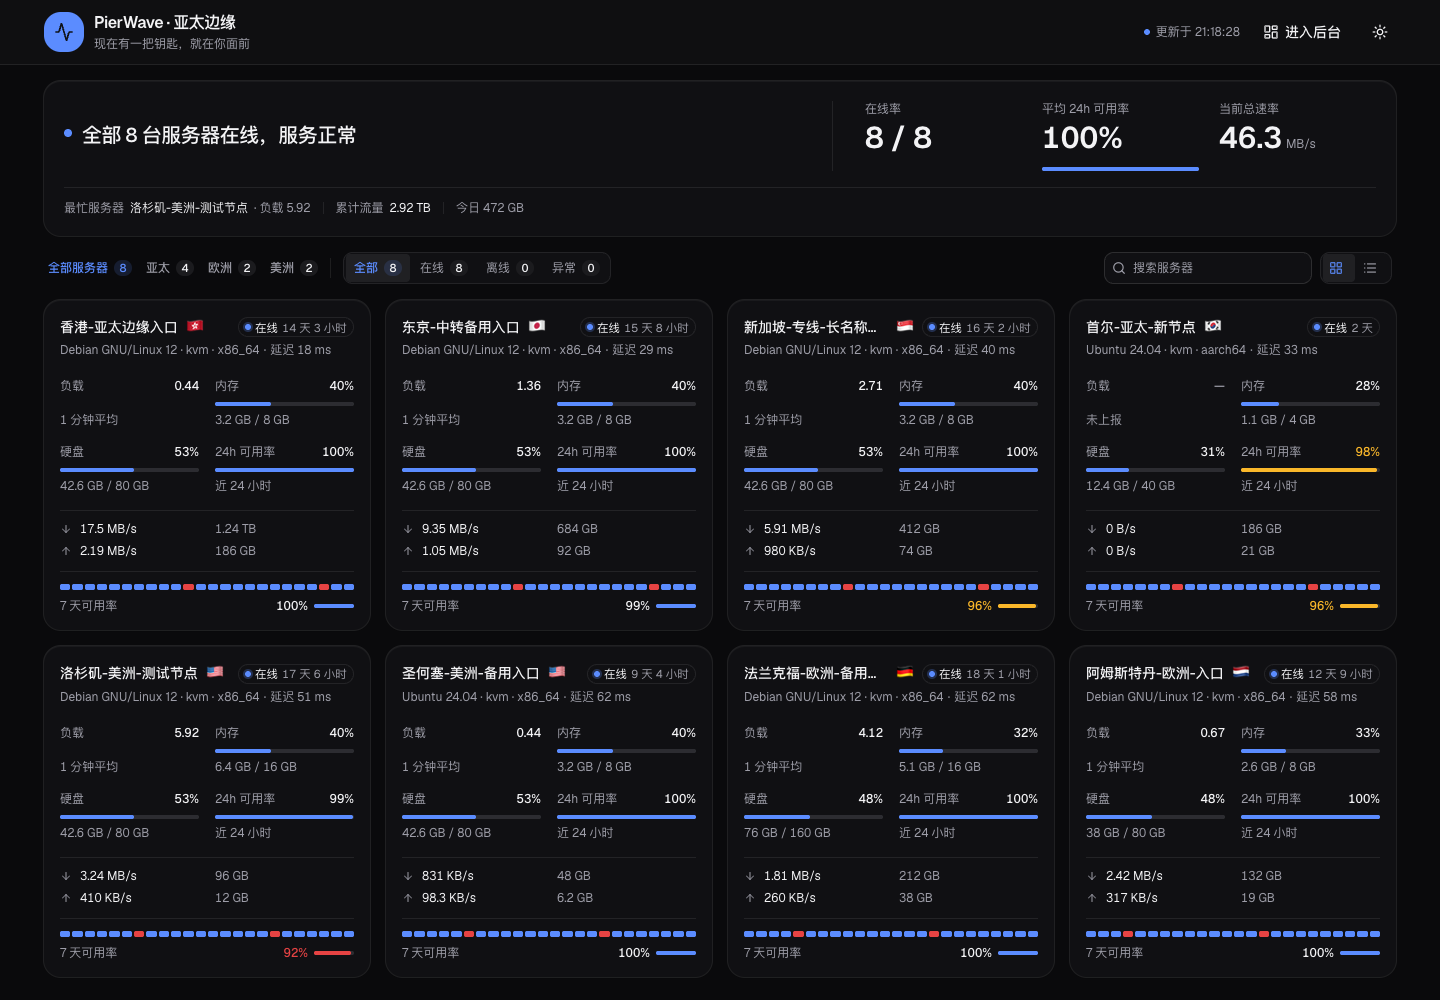 PierWave · 亚太边缘
现在有一把钥匙，就在你面前
更新于 21:18:28
进入后台
全部 8 台服务器在线，服务正常
在线率
8 / 8
平均 24h 可用率
100%
当前总速率
46.3 MB/s
最忙服务器 洛杉矶-美洲-测试节点 · 负载 5.92
累计流量 2.92 TB
今日 472 GB
全部服务器 8
亚太 4
欧洲 2
美洲 2
全部 8
在线 8
离线 0
异常 0
搜索服务器
香港-亚太边缘入口
在线 14 天 3 小时
Debian GNU/Linux 12 · kvm · x86_64 · 延迟 18 ms
负载 0.44
内存 40%
1 分钟平均
3.2 GB / 8 GB
硬盘 53%
24h 可用率 100%
42.6 GB / 80 GB
近 24 小时
↓ 17.5 MB/s 1.24 TB
↑ 2.19 MB/s 186 GB
7 天可用率 100%
东京-中转备用入口
在线 15 天 8 小时
Debian GNU/Linux 12 · kvm · x86_64 · 延迟 29 ms
负载 1.36
内存 40%
1 分钟平均
3.2 GB / 8 GB
硬盘 53%
24h 可用率 100%
42.6 GB / 80 GB
近 24 小时
↓ 9.35 MB/s 684 GB
↑ 1.05 MB/s 92 GB
7 天可用率 99%
新加坡-专线-长名称...
在线 16 天 2 小时
Debian GNU/Linux 12 · kvm · x86_64 · 延迟 40 ms
负载 2.71
内存 40%
1 分钟平均
3.2 GB / 8 GB
硬盘 53%
24h 可用率 100%
42.6 GB / 80 GB
近 24 小时
↓ 5.91 MB/s 412 GB
↑ 980 KB/s 74 GB
7 天可用率 96%
首尔-亚太-新节点
在线 2 天
Ubuntu 24.04 · kvm · aarch64 · 延迟 33 ms
负载 —
内存 28%
未上报
1.1 GB / 4 GB
硬盘 31%
24h 可用率 98%
12.4 GB / 40 GB
近 24 小时
↓ 0 B/s 186 GB
↑ 0 B/s 21 GB
7 天可用率 96%
洛杉矶-美洲-测试节点
在线 17 天 6 小时
Debian GNU/Linux 12 · kvm · x86_64 · 延迟 51 ms
负载 5.92
内存 40%
1 分钟平均
6.4 GB / 16 GB
硬盘 53%
24h 可用率 99%
42.6 GB / 80 GB
近 24 小时
↓ 3.24 MB/s 96 GB
↑ 410 KB/s 12 GB
7 天可用率 92%
圣何塞-美洲-备用入口
在线 9 天 4 小时
Ubuntu 24.04 · kvm · x86_64 · 延迟 62 ms
负载 0.44
内存 40%
1 分钟平均
3.2 GB / 8 GB
硬盘 53%
24h 可用率 100%
42.6 GB / 80 GB
近 24 小时
↓ 831 KB/s 48 GB
↑ 98.3 KB/s 6.2 GB
7 天可用率 100%
法兰克福-欧洲-备用...
在线 18 天 1 小时
Debian GNU/Linux 12 · kvm · x86_64 · 延迟 62 ms
负载 4.12
内存 32%
1 分钟平均
5.1 GB / 16 GB
硬盘 48%
24h 可用率 100%
76 GB / 160 GB
近 24 小时
↓ 1.81 MB/s 212 GB
↑ 260 KB/s 38 GB
7 天可用率 100%
阿姆斯特丹-欧洲-入口
在线 12 天 9 小时
Debian GNU/Linux 12 · kvm · x86_64 · 延迟 58 ms
负载 0.67
内存 33%
1 分钟平均
2.6 GB / 8 GB
硬盘 48%
24h 可用率 100%
38 GB / 80 GB
近 24 小时
↓ 2.42 MB/s 132 GB
↑ 317 KB/s 19 GB
7 天可用率 100%